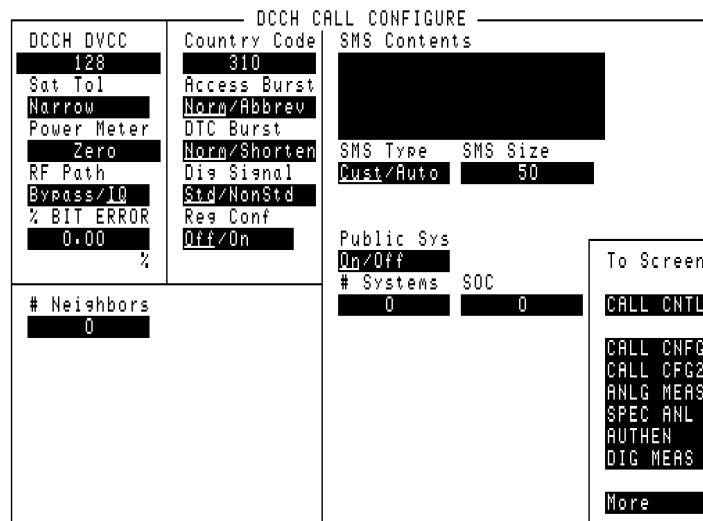 DCCH CALL CONFIGURE
DCCH DVCC
128
Sat Tol
Narrow
Power Meter
Zero
RF Path
Bypass/IQ
% BIT ERROR
0.00
%
# Neighbors
0
Country Code
310
Access Burst
Norm/Abbrev
DTC Burst
Norm/Shorten
Dig Signal
Std/NonStd
Reg Conf
Off/On
SMS Contents
SMS Type SMS Size
Cust/Auto 50
Public Sys
On/Off
# Systems SOC
0 0
To Screen
CALL CNTL
CALL CNFG
CALL CFG2
ANLG MEAS
SPEC ANL
AUTHEN
DIG MEAS
More